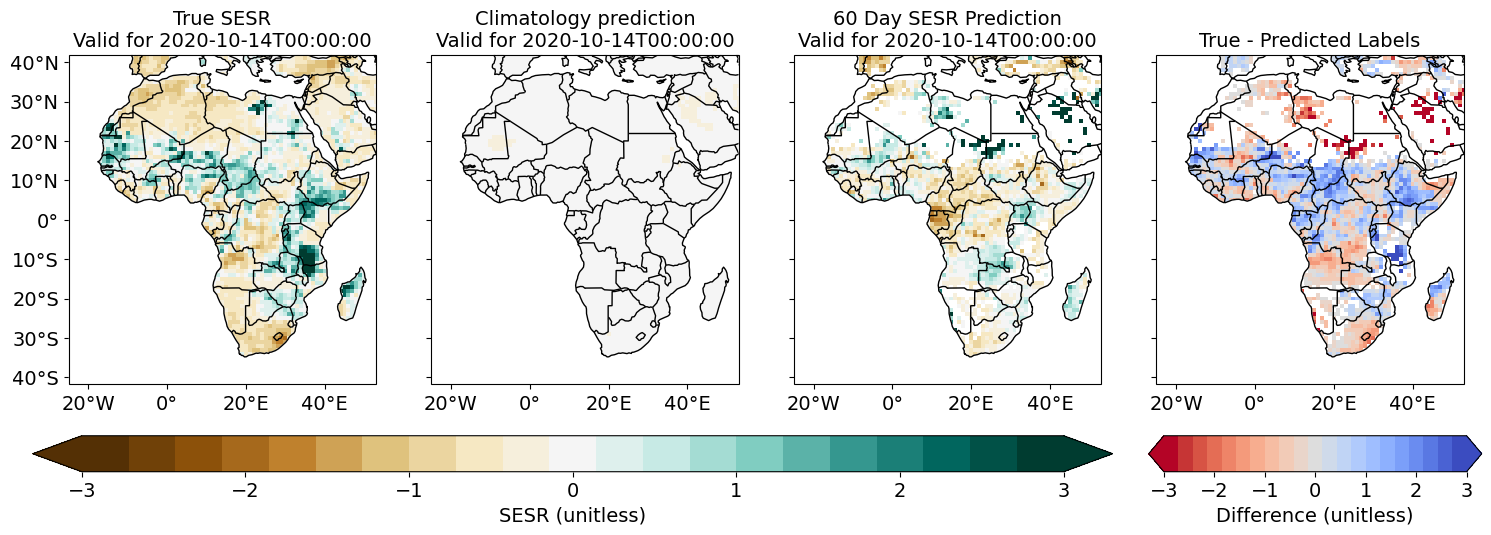 True SESR
Valid for 2020-10-14T00:00:00
Climatology prediction
Valid for 2020-10-14T00:00:00
60 Day SESR Prediction
Valid for 2020-10-14T00:00:00
True - Predicted Labels
40°N
30°N
20°N
10°N
0°
10°S
20°S
30°S
40°S
20°W 0° 20°E 40°E
20°W 0° 20°E 40°E
20°W 0° 20°E 40°E
20°W 0° 20°E 40°E
−3 −2 −1 0 1 2 3
SESR (unitless)
−3 −2 −1 0 1 2 3
Difference (unitless)